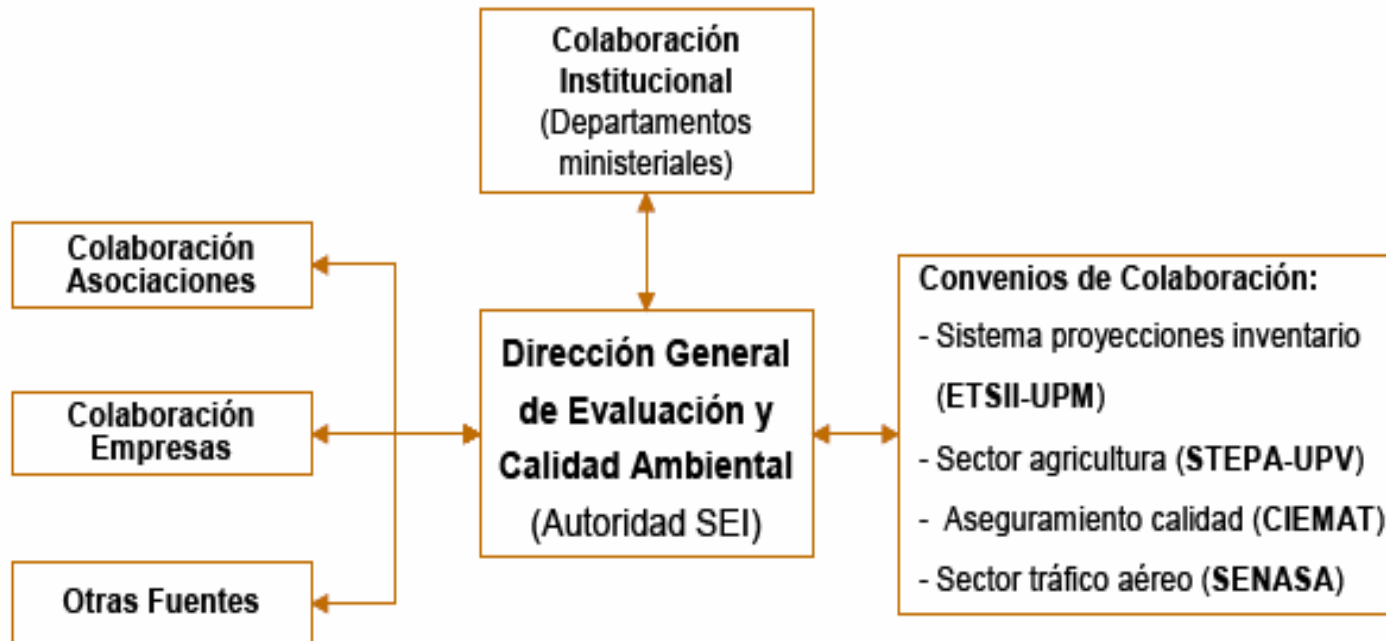 Colaboración
Institucional
(Departamentos
ministeriales)
Colaboración
Asociaciones
Colaboración
Empresas
Otras Fuentes
Dirección General
de Evaluación y
Calidad Ambiental
(Autoridad SEI)
Convenios de Colaboración:
- Sistema proyecciones inventario
(ETSII-UPM)
- Sector agricultura (STEPA-UPV)
- Aseguramiento calidad (CIEMAT)
- Sector tráfico aéreo (SENASA)